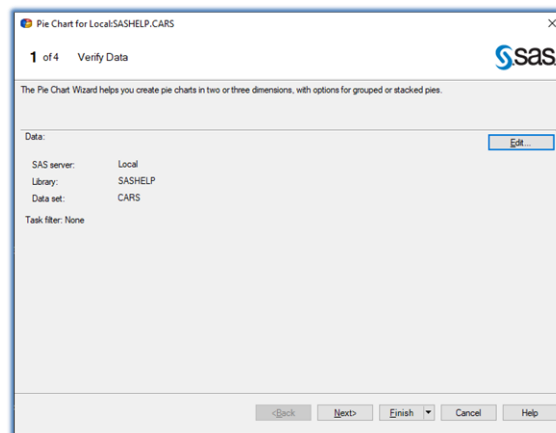 Pie Chart for Local:SASHELP.CARS
1 of 4 Verify Data
sas
The Pie Chart Wizard helps you create pie charts in two or three dimensions, with options for grouped or stacked pies.
Data:
Edit...
SAS server: Local
Library: SASHELP
Data set: CARS
Task filter: None
<Back Next> Finish Cancel Help